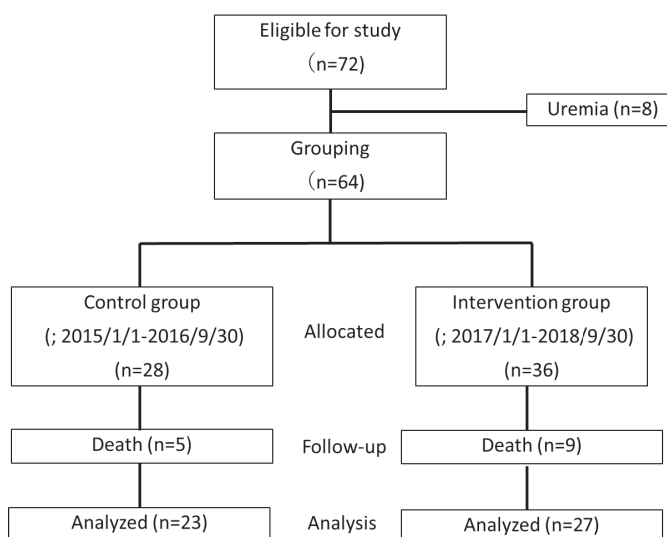 Eligible for study
（n=72)
Uremia (n=8)
Grouping
（n=64)
Control group
(; 2015/1/1-2016/9/30)
(n=28)
Allocated
Intervention group
(; 2017/1/1-2018/9/30)
(n=36)
Death (n=5)
Follow-up
Death (n=9)
Analyzed (n=23)
Analysis
Analyzed (n=27)